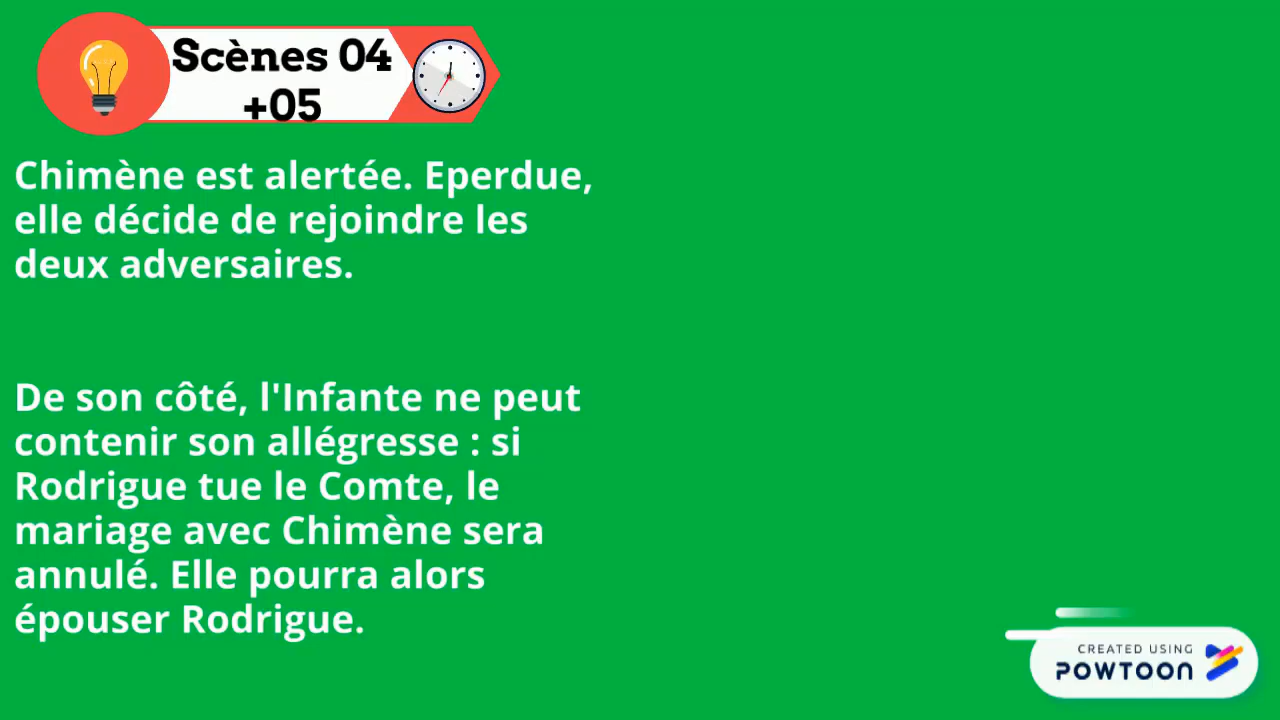 Scènes 04
+05
Chimène est alertée. Eperdue,
elle décide de rejoindre les
deux adversaires.
De son côté, l'Infante ne peut
contenir son allégresse : si
Rodrigue tue le Comte, le
mariage avec Chimène sera
annulé. Elle pourra alors
épouser Rodrigue.
CREATED USING
POWTOON